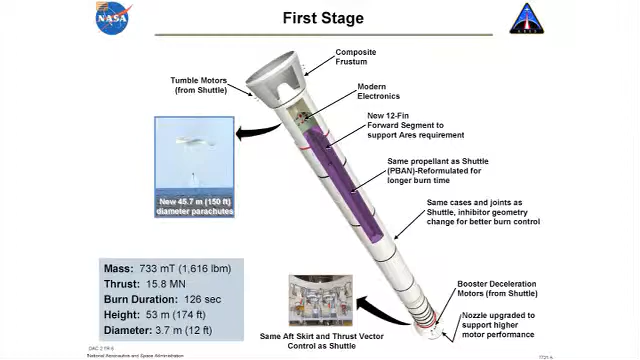 NASA
First Stage
ARES
Composite
Frustum
Tumble Motors
(from Shuttle)
Modern
Electronics
New 12-Fin
Forward Segment to
support Ares requirement
Same propellant as Shuttle
(PBAN)-Reformulated for
longer burn time
New 45.7 m (150 ft)
diameter parachutes
Same cases and joints as
Shuttle, inhibitor geometry
change for better burn control
Mass: 733 mT (1,616 lbm)
Thrust: 15.8 MN
Burn Duration: 126 sec
Height: 53 m (174 ft)
Diameter: 3.7 m (12 ft)
Booster Deceleration
Motors (from Shuttle)
Nozzle upgraded to
support higher
motor performance
Same Aft Skirt and Thrust Vector
Control as Shuttle
National Aeronautics and Space Administration